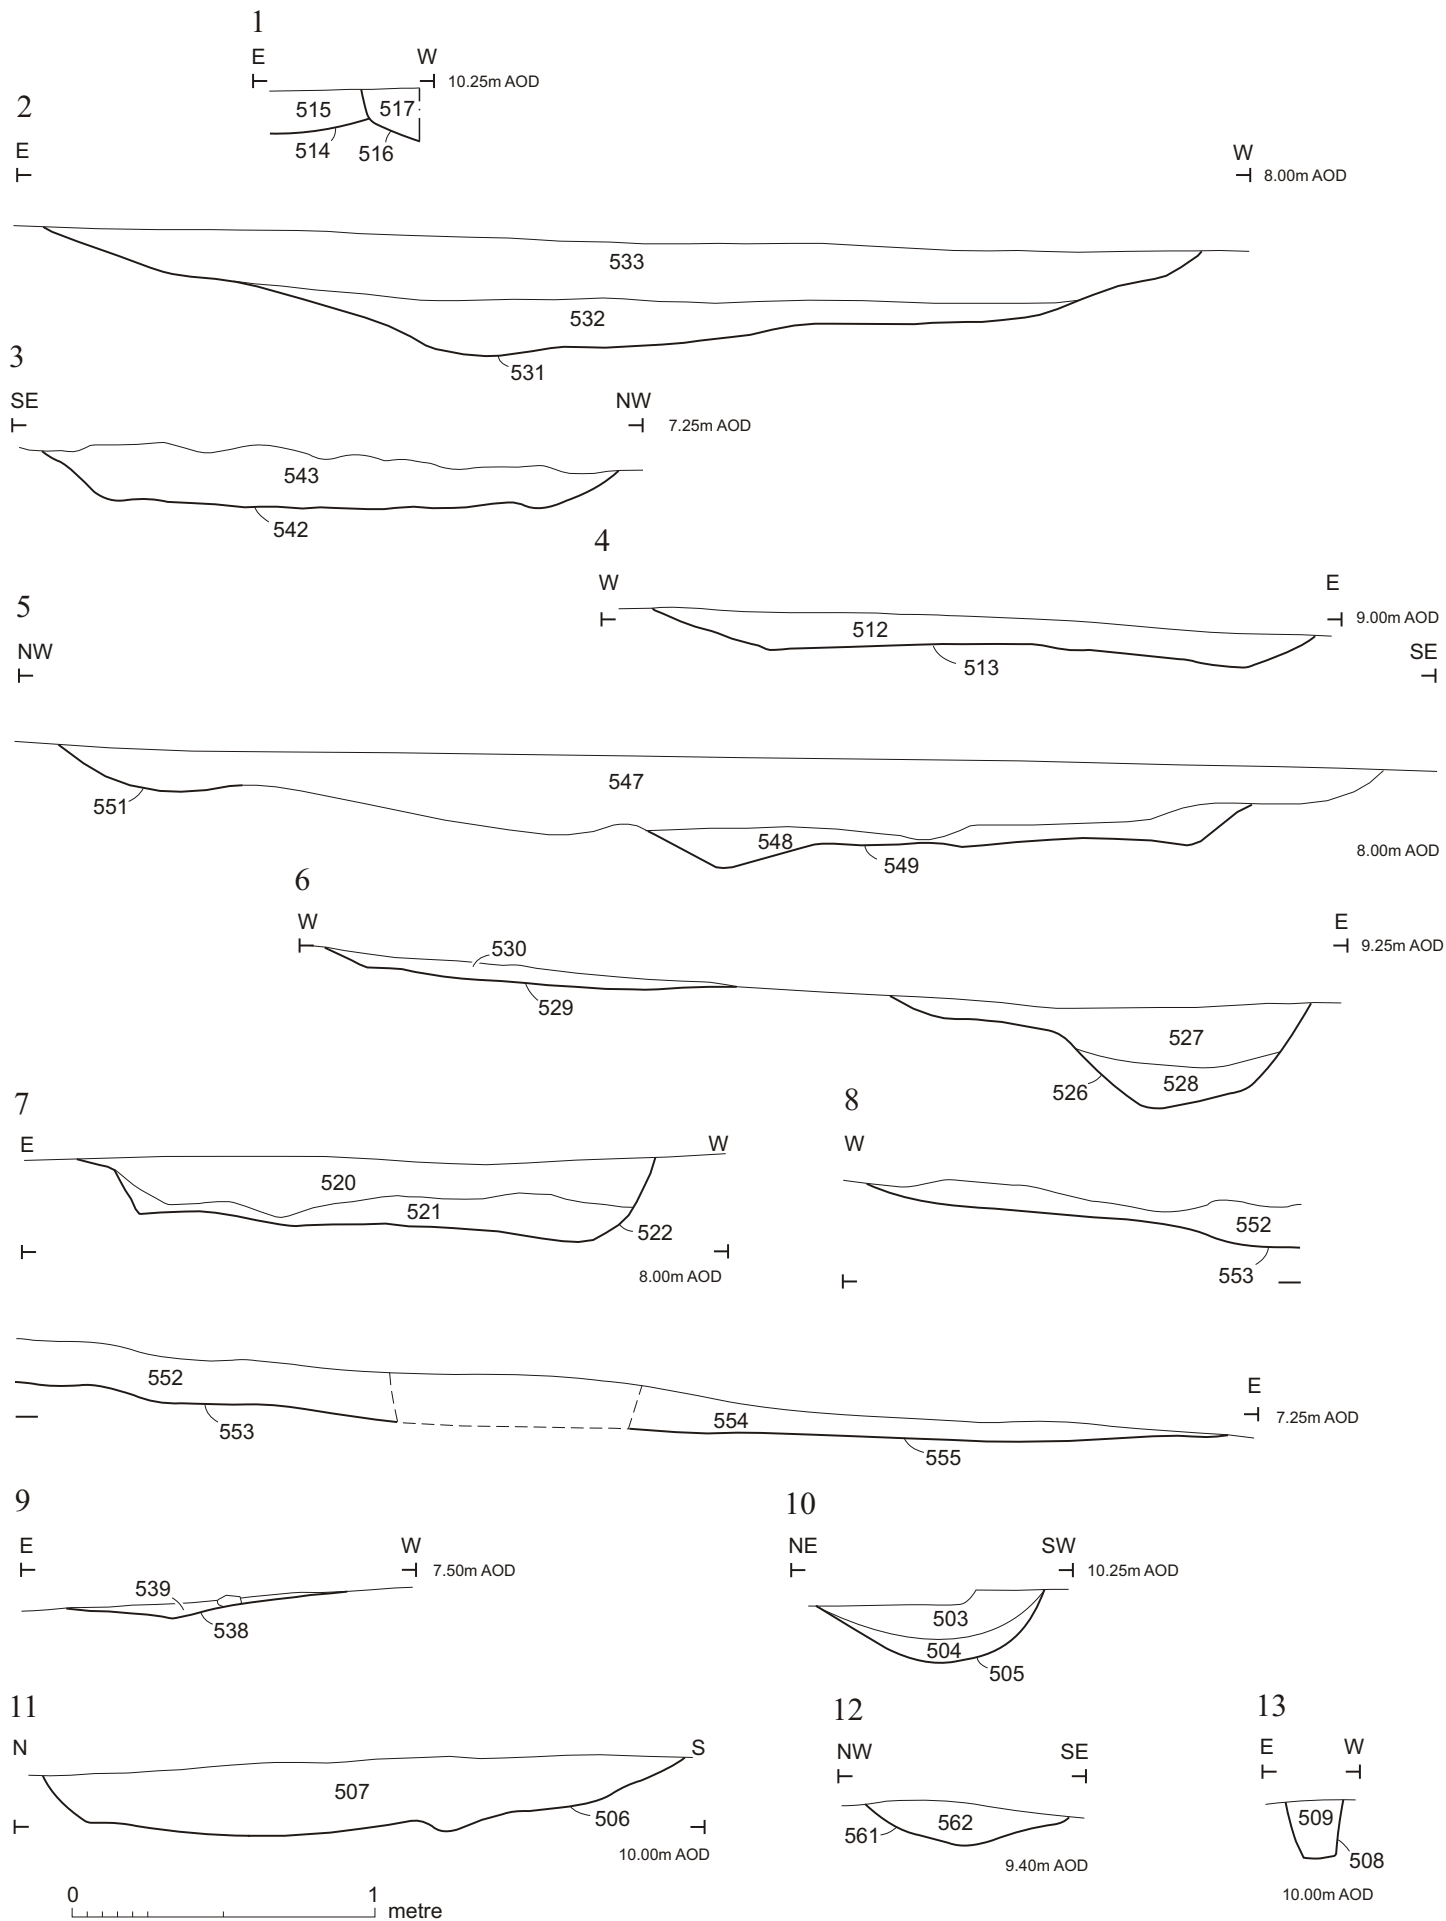 1
E W
10.25m AOD
515 517
514 516
2
E W
8.00m AOD
533
532
531
3
SE NW
7.25m AOD
543
542
4
W E
9.00m AOD
512
513
5
NW SE
547
551
548
549
8.00m AOD
6
W E
9.25m AOD
530
529
527
528
526
7
E W
520
521
522
8.00m AOD
8
W
552
553
552
553
554
555
E
7.25m AOD
9
E W
7.50m AOD
539
538
10
NE SW
10.25m AOD
503
504
505
11
N S
507
506
10.00m AOD
12
NW SE
562
561
9.40m AOD
13
E W
509
508
10.00m AOD
0 1
metre